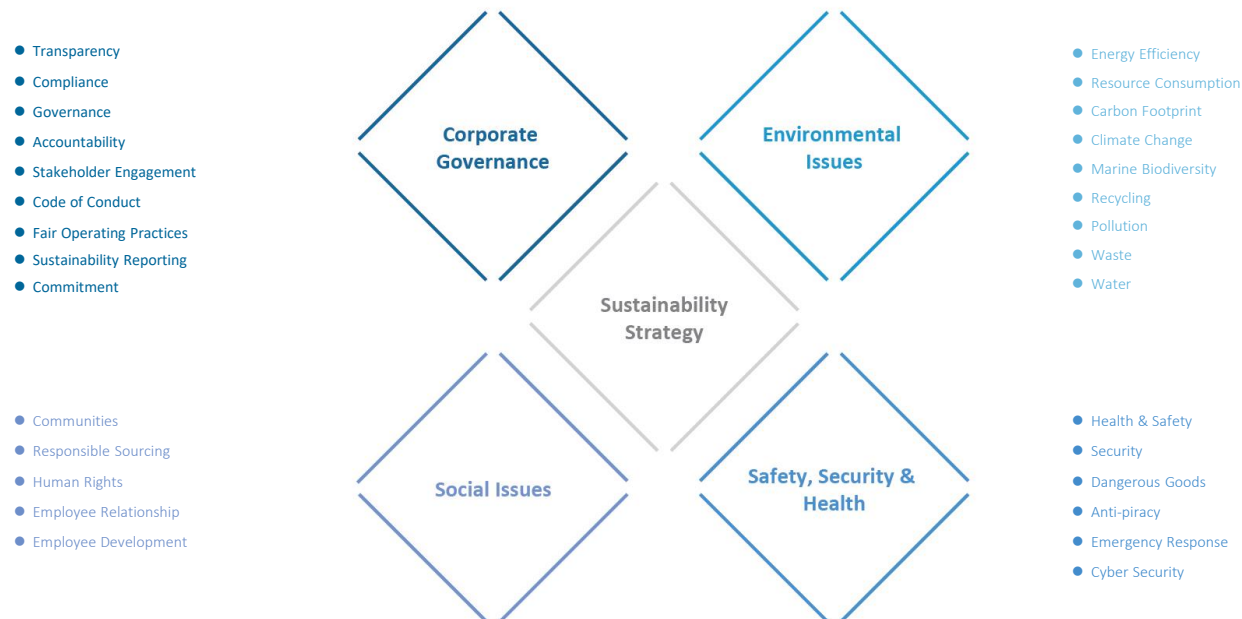 Transparency
Compliance
Governance
Accountability
Stakeholder Engagement
Code of Conduct
Fair Operating Practices
Sustainability Reporting
Commitment
Corporate
Governance
Environmental
Issues
Energy Efficiency
Resource Consumption
Carbon Footprint
Climate Change
Marine Biodiversity
Recycling
Pollution
Waste
Water
Sustainability
Strategy
Communities
Responsible Sourcing
Human Rights
Employee Relationship
Employee Development
Social Issues
Safety, Security &
Health
Health & Safety
Security
Dangerous Goods
Anti-piracy
Emergency Response
Cyber Security